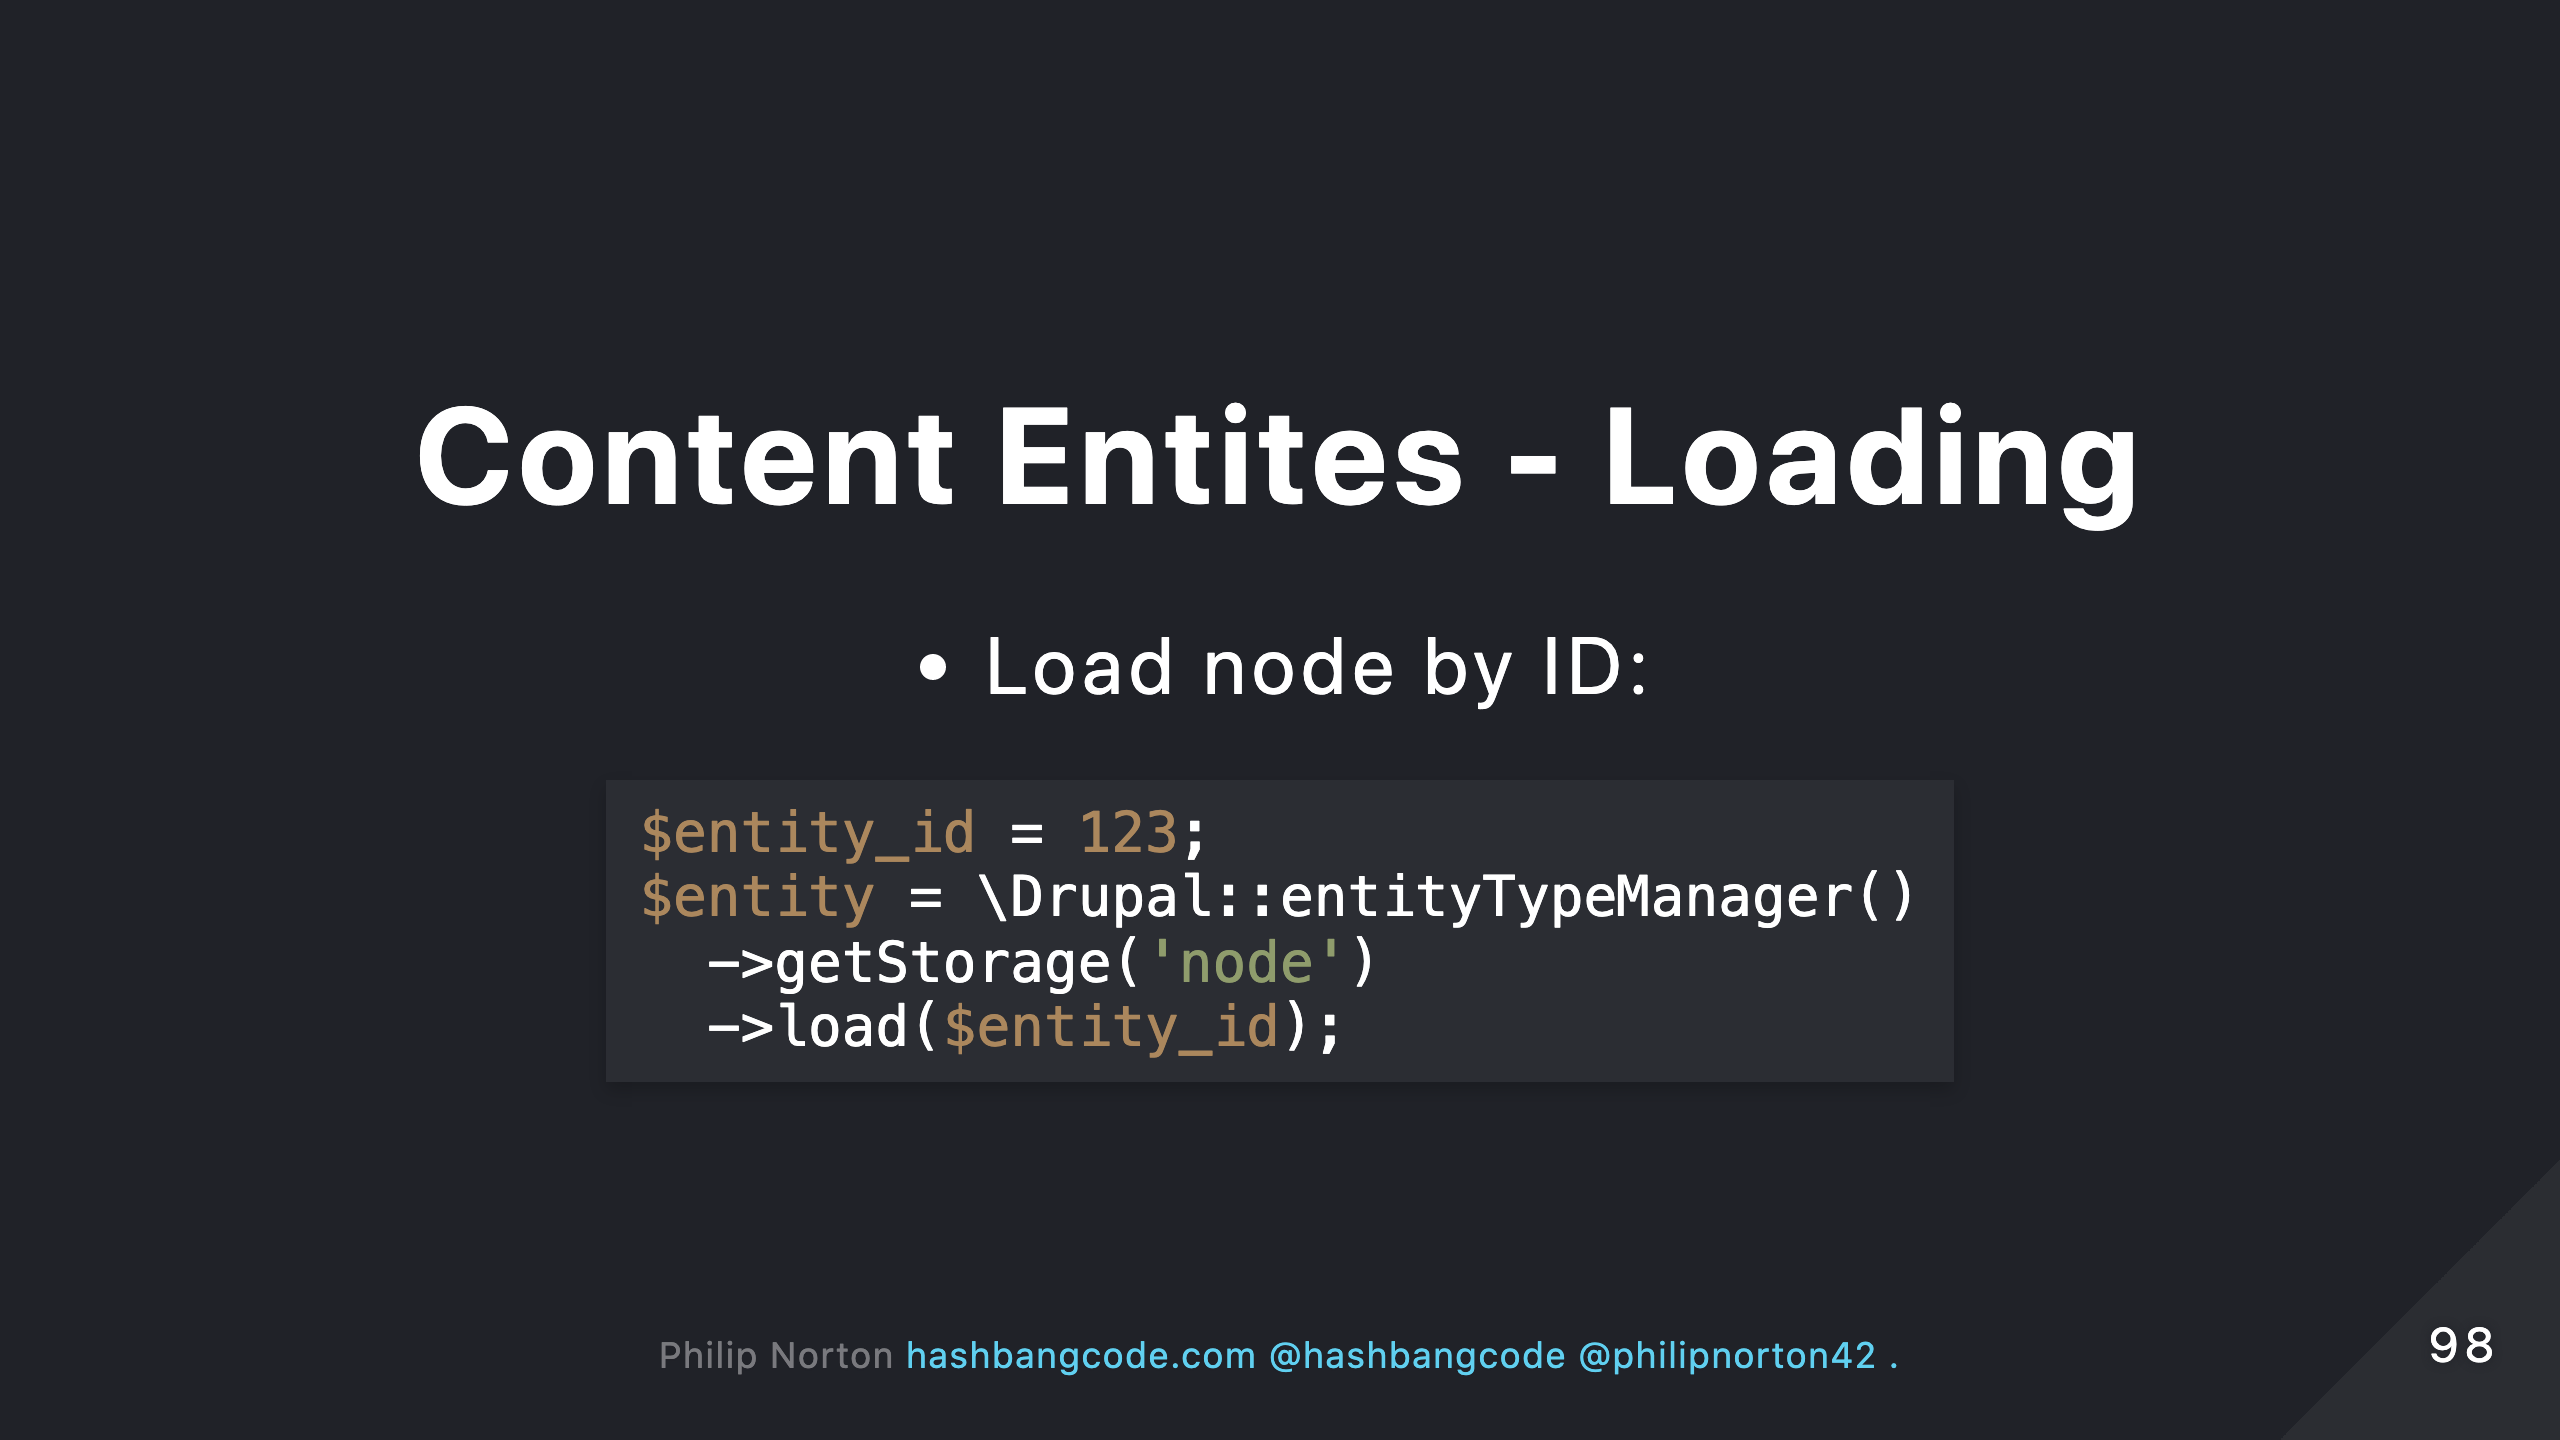 Content Entites - Loading
• Load node by ID:
$entity_id = 123;
$entity = \Drupal::entityTypeManager()
  ->getStorage('node')
  ->load($entity_id);
Philip Norton hashbangcode.com @hashbangcode @philipnorton42 .
98